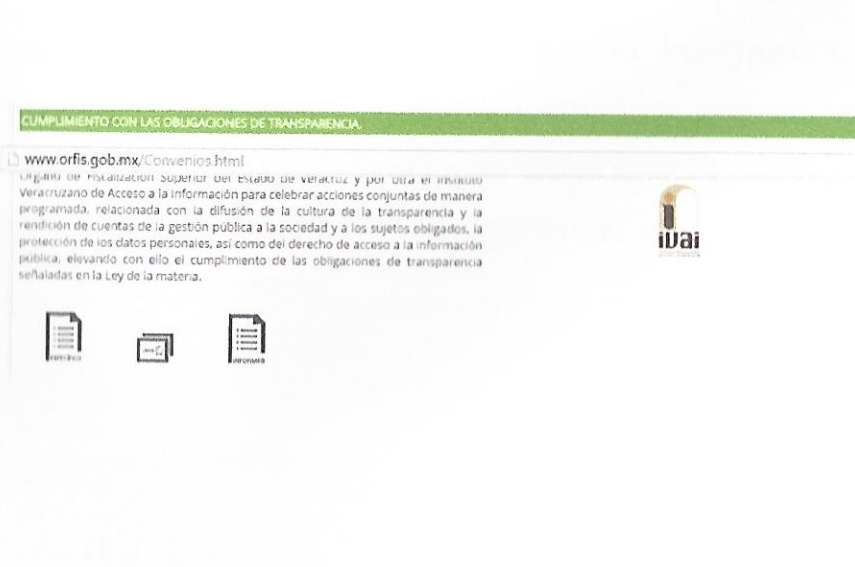 CUMPLIMIENTO CON LAS OBLIGACIONES DE TRANSPARENCIA.
www.orfis.gob.mx/Convenios.html
Órgano de Fiscalización Superior del Estado de Veracruz y por otra el Instituto
Veracruzano de Acceso a la Información para celebrar acciones conjuntas de manera
programada, relacionada con la difusión de la cultura de la transparencia y la
rendición de cuentas de la gestión pública a la sociedad y a los sujetos obligados, la
protección de los datos personales, así como del derecho de acceso a la información
pública, elevando con ello el cumplimiento de las obligaciones de transparencia
señaladas en la Ley de la materia.
ivai
INFORMES